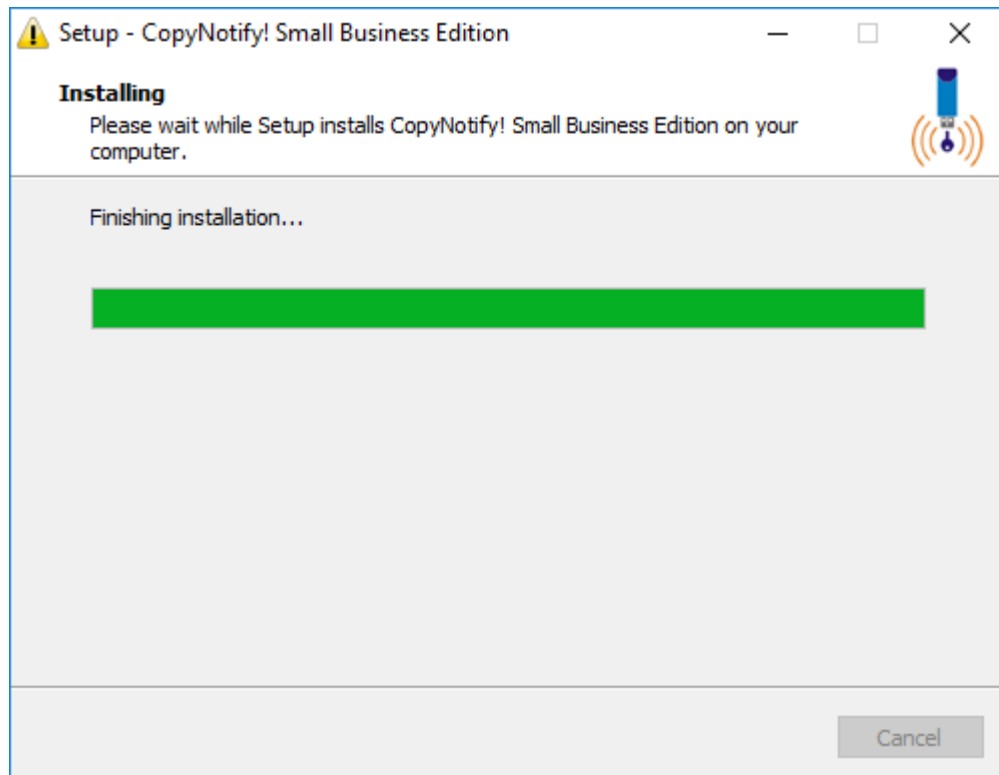 Setup - CopyNotify! Small Business Edition
Installing
Please wait while Setup installs CopyNotify! Small Business Edition on your
computer.
Finishing installation...
Cancel